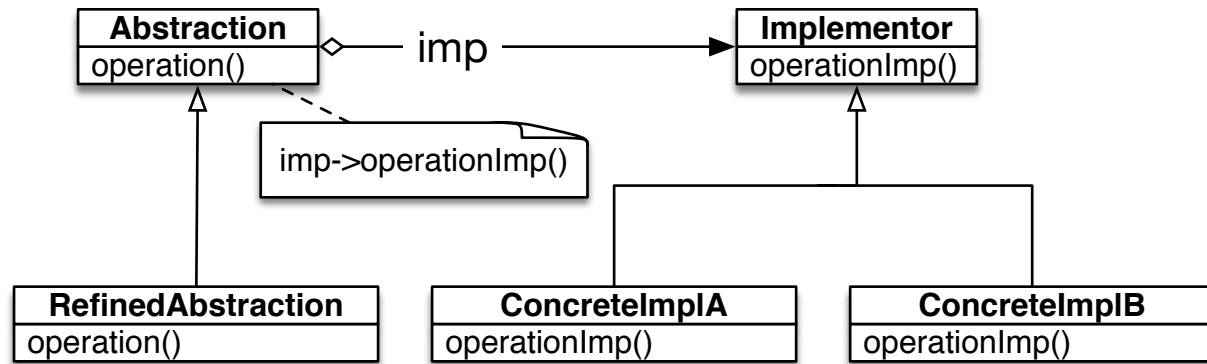 Abstraction
operation()
imp
Implementor
operationImp()
imp->operationImp()
RefinedAbstraction
operation()
ConcreteImplA
operationImp()
ConcreteImplB
operationImp()